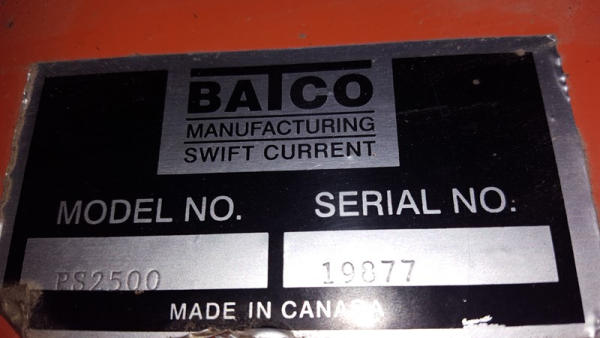 BATCO
MANUFACTURING
SWIFT CURRENT
MODEL NO. SERIAL NO.
PS2500 19877
MADE IN CANADA